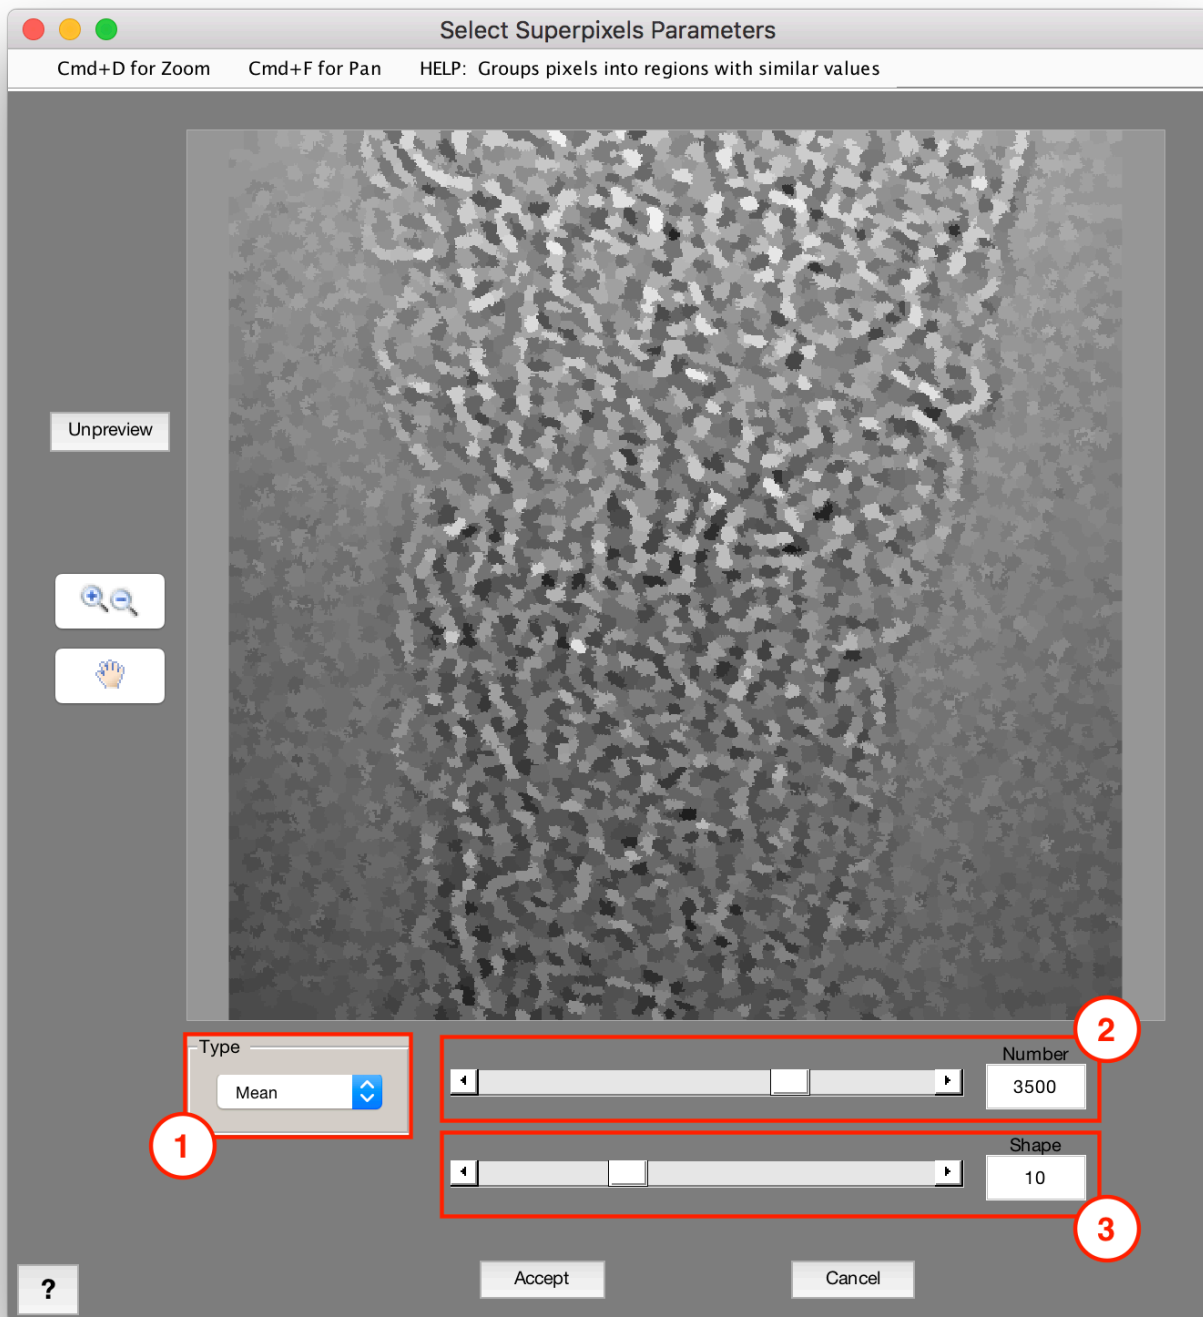 Select Superpixels Parameters
Cmd+D for Zoom Cmd+F for Pan HELP: Groups pixels into regions with similar values
Unpreview
Type
Mean
1
Number
3500
2
Shape
10
3
Accept Cancel
?